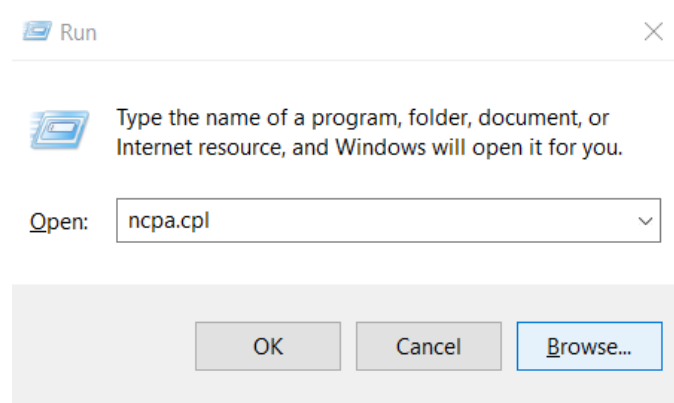 Run
Type the name of a program, folder, document, or
Internet resource, and Windows will open it for you.
Open: ncpa.cpl
OK Cancel Browse...